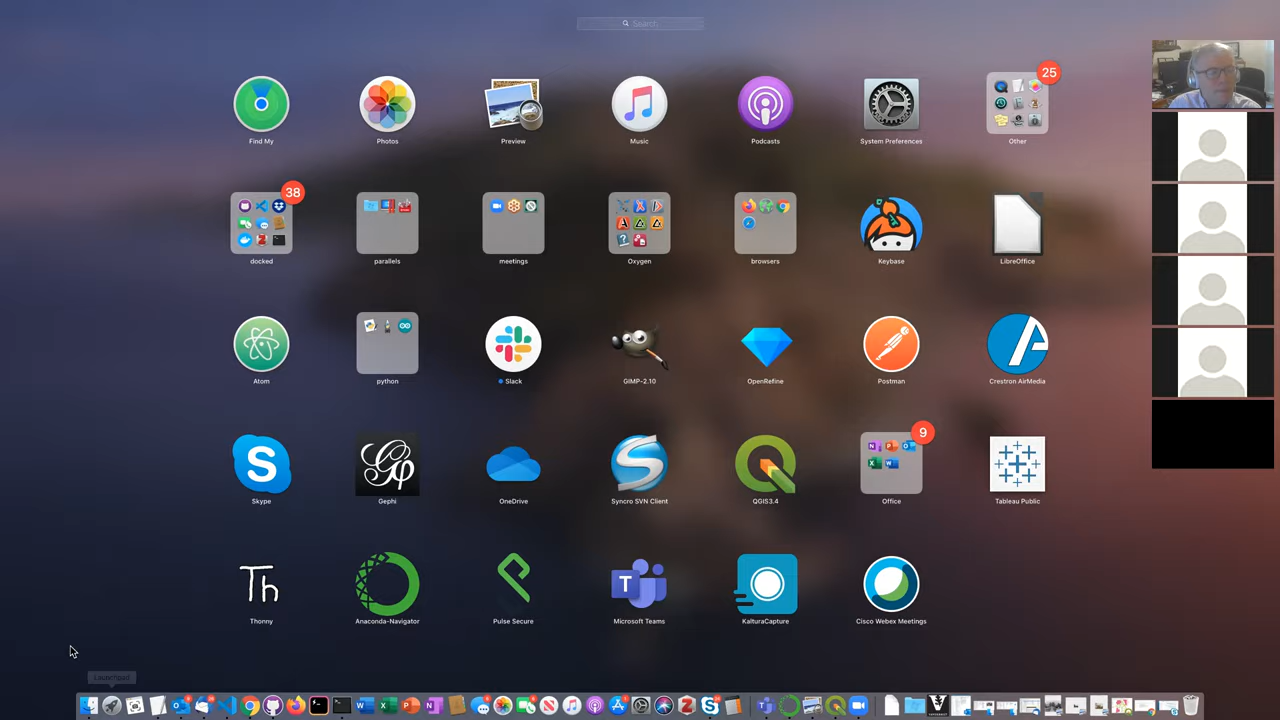 Search
Find My
Photos
Preview
Music
Podcasts
System Preferences
25
Other
38
docked
parallels
meetings
Oxygen
browsers
Keybase
LibreOffice
Atom
python
Slack
GIMP-2.10
OpenRefine
Postman
Crestron AirMedia
S
Skype
Gephi
OneDrive
S
Syncro SVN Client
QGIS3.4
9
Office
Tableau Public
Th
Thonny
Anaconda-Navigator
Pulse Secure
T
Microsoft Teams
KalturaCapture
Cisco Webex Meetings
Launchpad